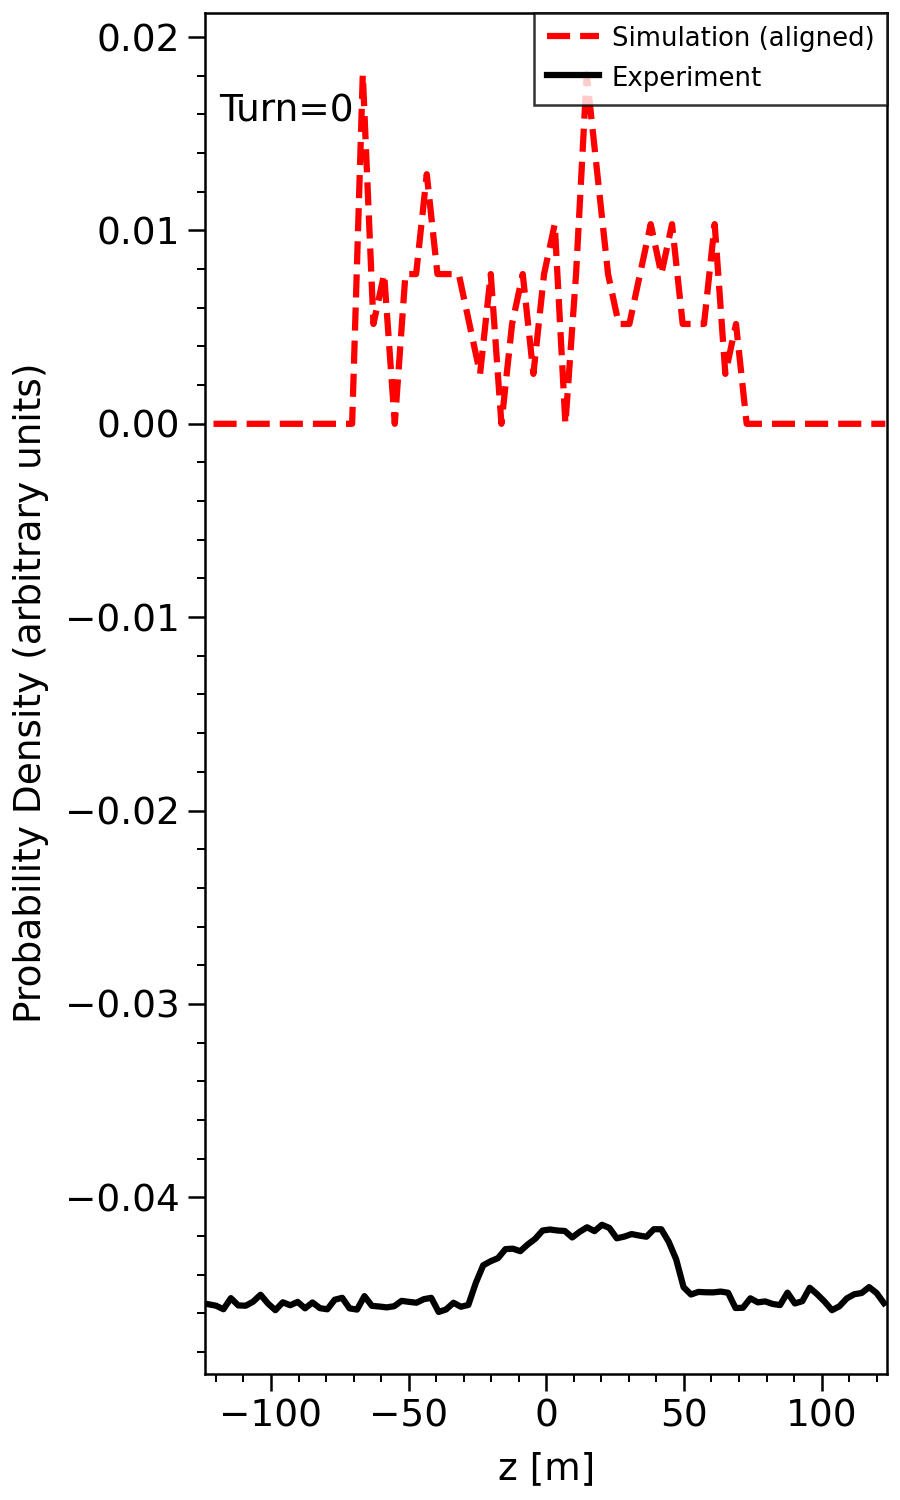 Simulation (aligned)
Experiment
Turn=0
0.02
0.01
0.00
−0.01
−0.02
−0.03
−0.04
Probability Density (arbitrary units)
−100
−50
0
50
100
z [m]